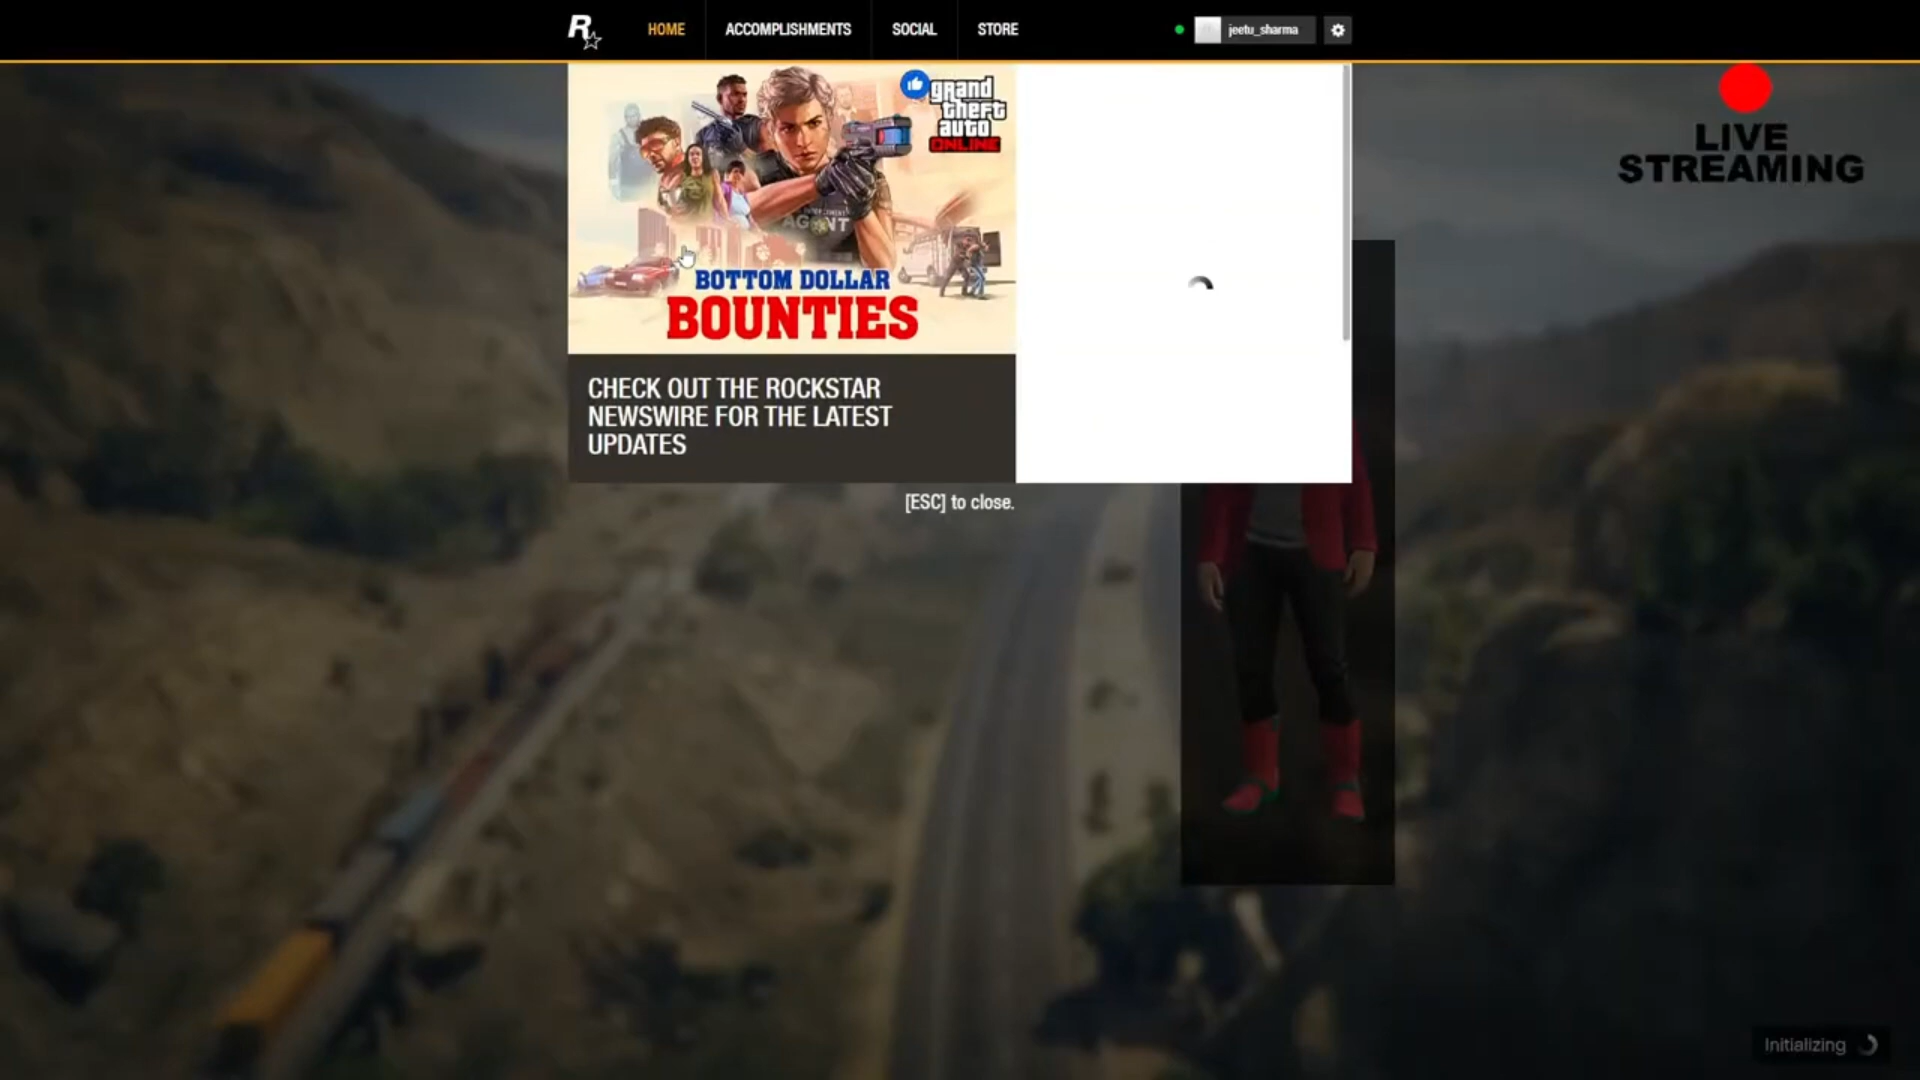 R
HOME
ACCOMPLISHMENTS
SOCIAL
STORE
jeetu_sharma
LIVE
STREAMING
grand
theft
auto
ONLINE
AGENT
BOTTOM DOLLAR
BOUNTIES
CHECK OUT THE ROCKSTAR
NEWSWIRE FOR THE LATEST
UPDATES
[ESC] to close.
Initializing